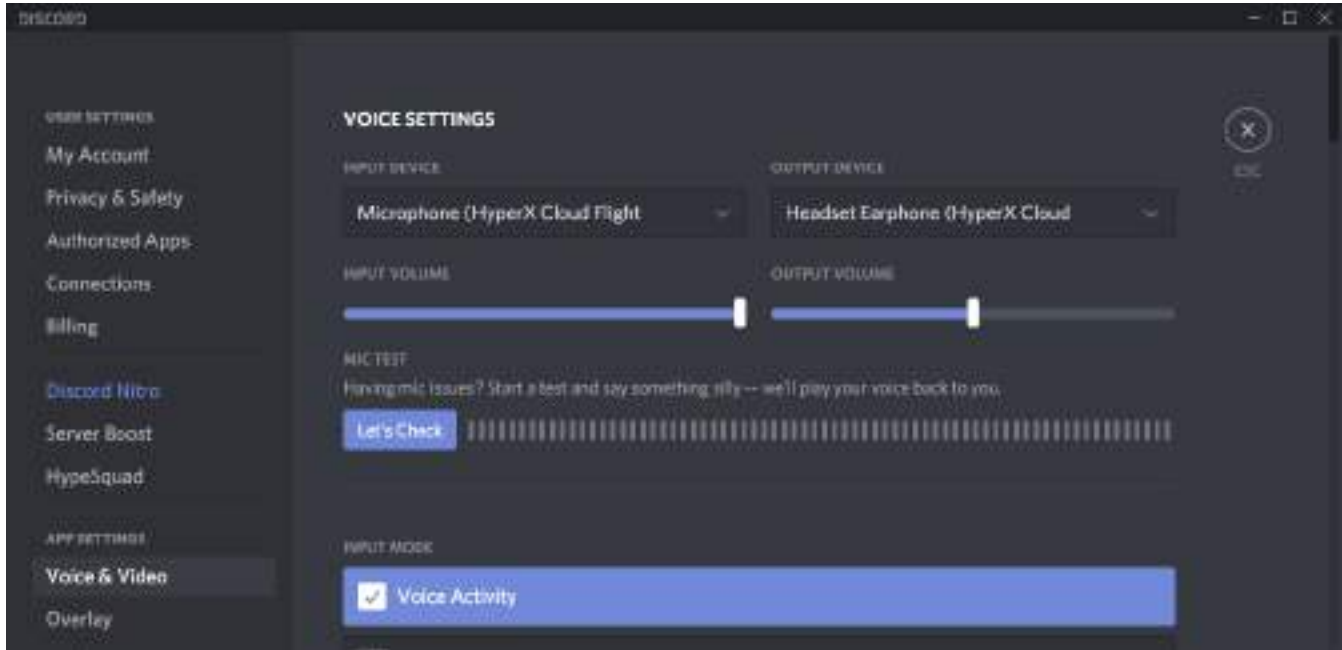 DISCORD
USER SETTINGS
My Account
Privacy & Safety
Authorized Apps
Connections
Billing
Discord Nitro
Server Boost
HypeSquad
APP SETTINGS
Voice & Video
Overlay
VOICE SETTINGS
INPUT DEVICE
Microphone (HyperX Cloud Flight
OUTPUT DEVICE
Headset Earphone (HyperX Cloud
INPUT VOLUME
OUTPUT VOLUME
MIC TEST
Having mic issues? Start a test and say something silly -- we'll play your voice back to you.
Let's Check
INPUT MODE
Voice Activity
ESC